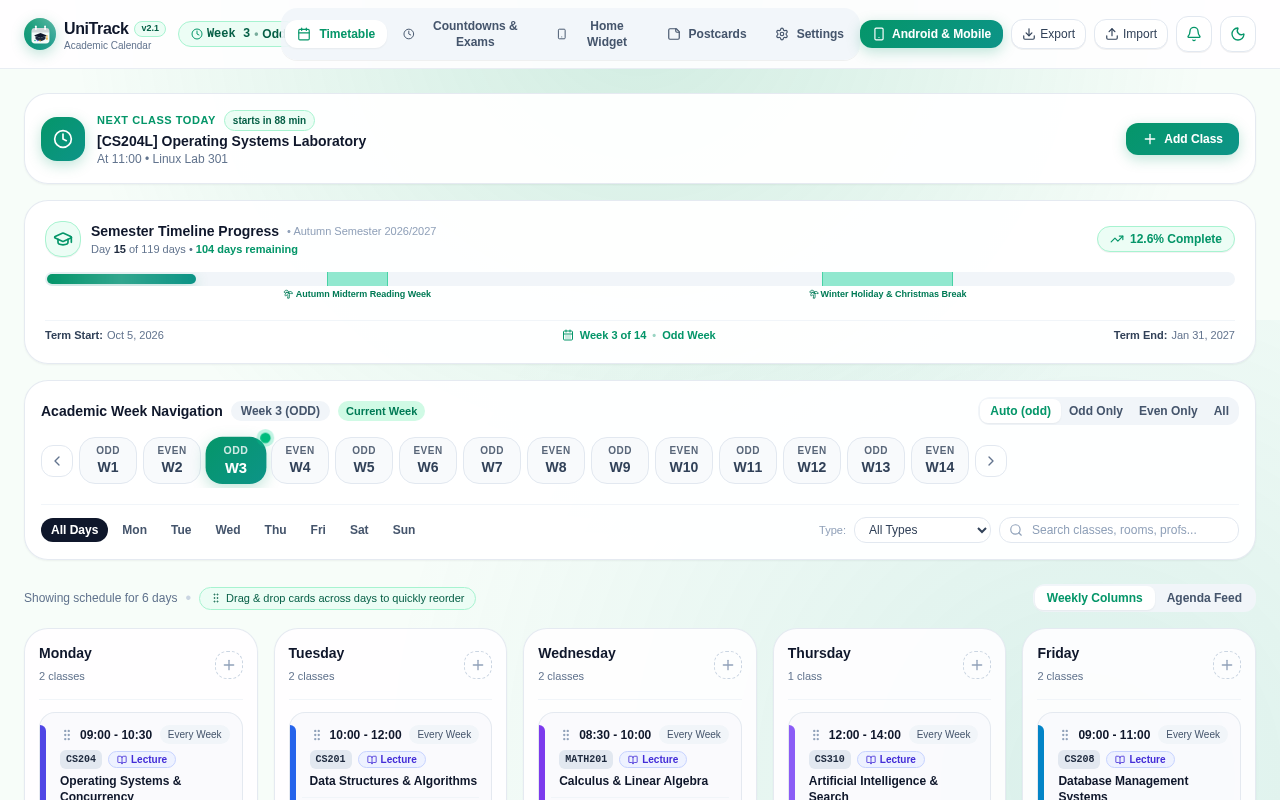 UniTrack v2.1
Academic Calendar
Week 3 •
Timetable
Countdowns &
Exams
Home
Widget
Postcards
Settings
Android & Mobile
Export
Import
NEXT CLASS TODAY starts in 88 min
[CS204L] Operating Systems Laboratory
At 11:00 • Linux Lab 301
Add Class
Semester Timeline Progress • Autumn Semester 2026/2027
Day 15 of 119 days • 104 days remaining
12.6% Complete
Autumn Midterm Reading Week
Winter Holiday & Christmas Break
Term Start: Oct 5, 2026
Week 3 of 14 • Odd Week
Term End: Jan 31, 2027
Academic Week Navigation Week 3 (ODD) Current Week
Auto (odd) Odd Only Even Only All
ODD EVEN ODD EVEN ODD EVEN ODD EVEN ODD EVEN ODD EVEN ODD EVEN
W1 W2 W3 W4 W5 W6 W7 W8 W9 W10 W11 W12 W13 W14
All Days Mon Tue Wed Thu Fri Sat Sun
Type: All Types Search classes, rooms, profs...
Showing schedule for 6 days • Drag & drop cards across days to quickly reorder
Weekly Columns Agenda Feed
Monday
2 classes
09:00 - 10:30 Every Week
CS204 Lecture
Operating Systems &
Concurrency
Tuesday
2 classes
10:00 - 12:00 Every Week
CS201 Lecture
Data Structures & Algorithms
Wednesday
2 classes
08:30 - 10:00 Every Week
MATH201 Lecture
Calculus & Linear Algebra
Thursday
1 class
12:00 - 14:00 Every Week
CS310 Lecture
Artificial Intelligence &
Search
Friday
2 classes
09:00 - 11:00 Every Week
CS208 Lecture
Database Management
Systems